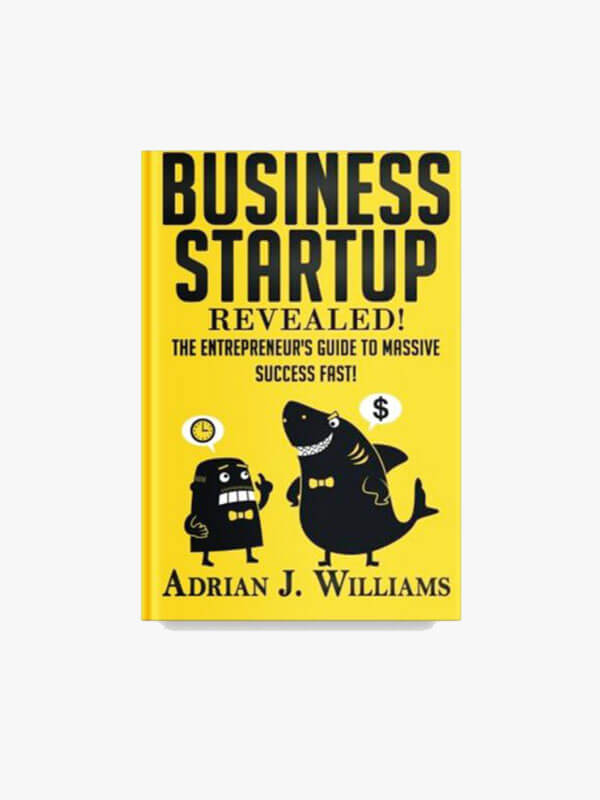 BUSINESS
STARTUP
REVEALED!
THE ENTREPRENEUR'S GUIDE TO MASSIVE
SUCCESS FAST!
$
ADRIAN J. WILLIAMS